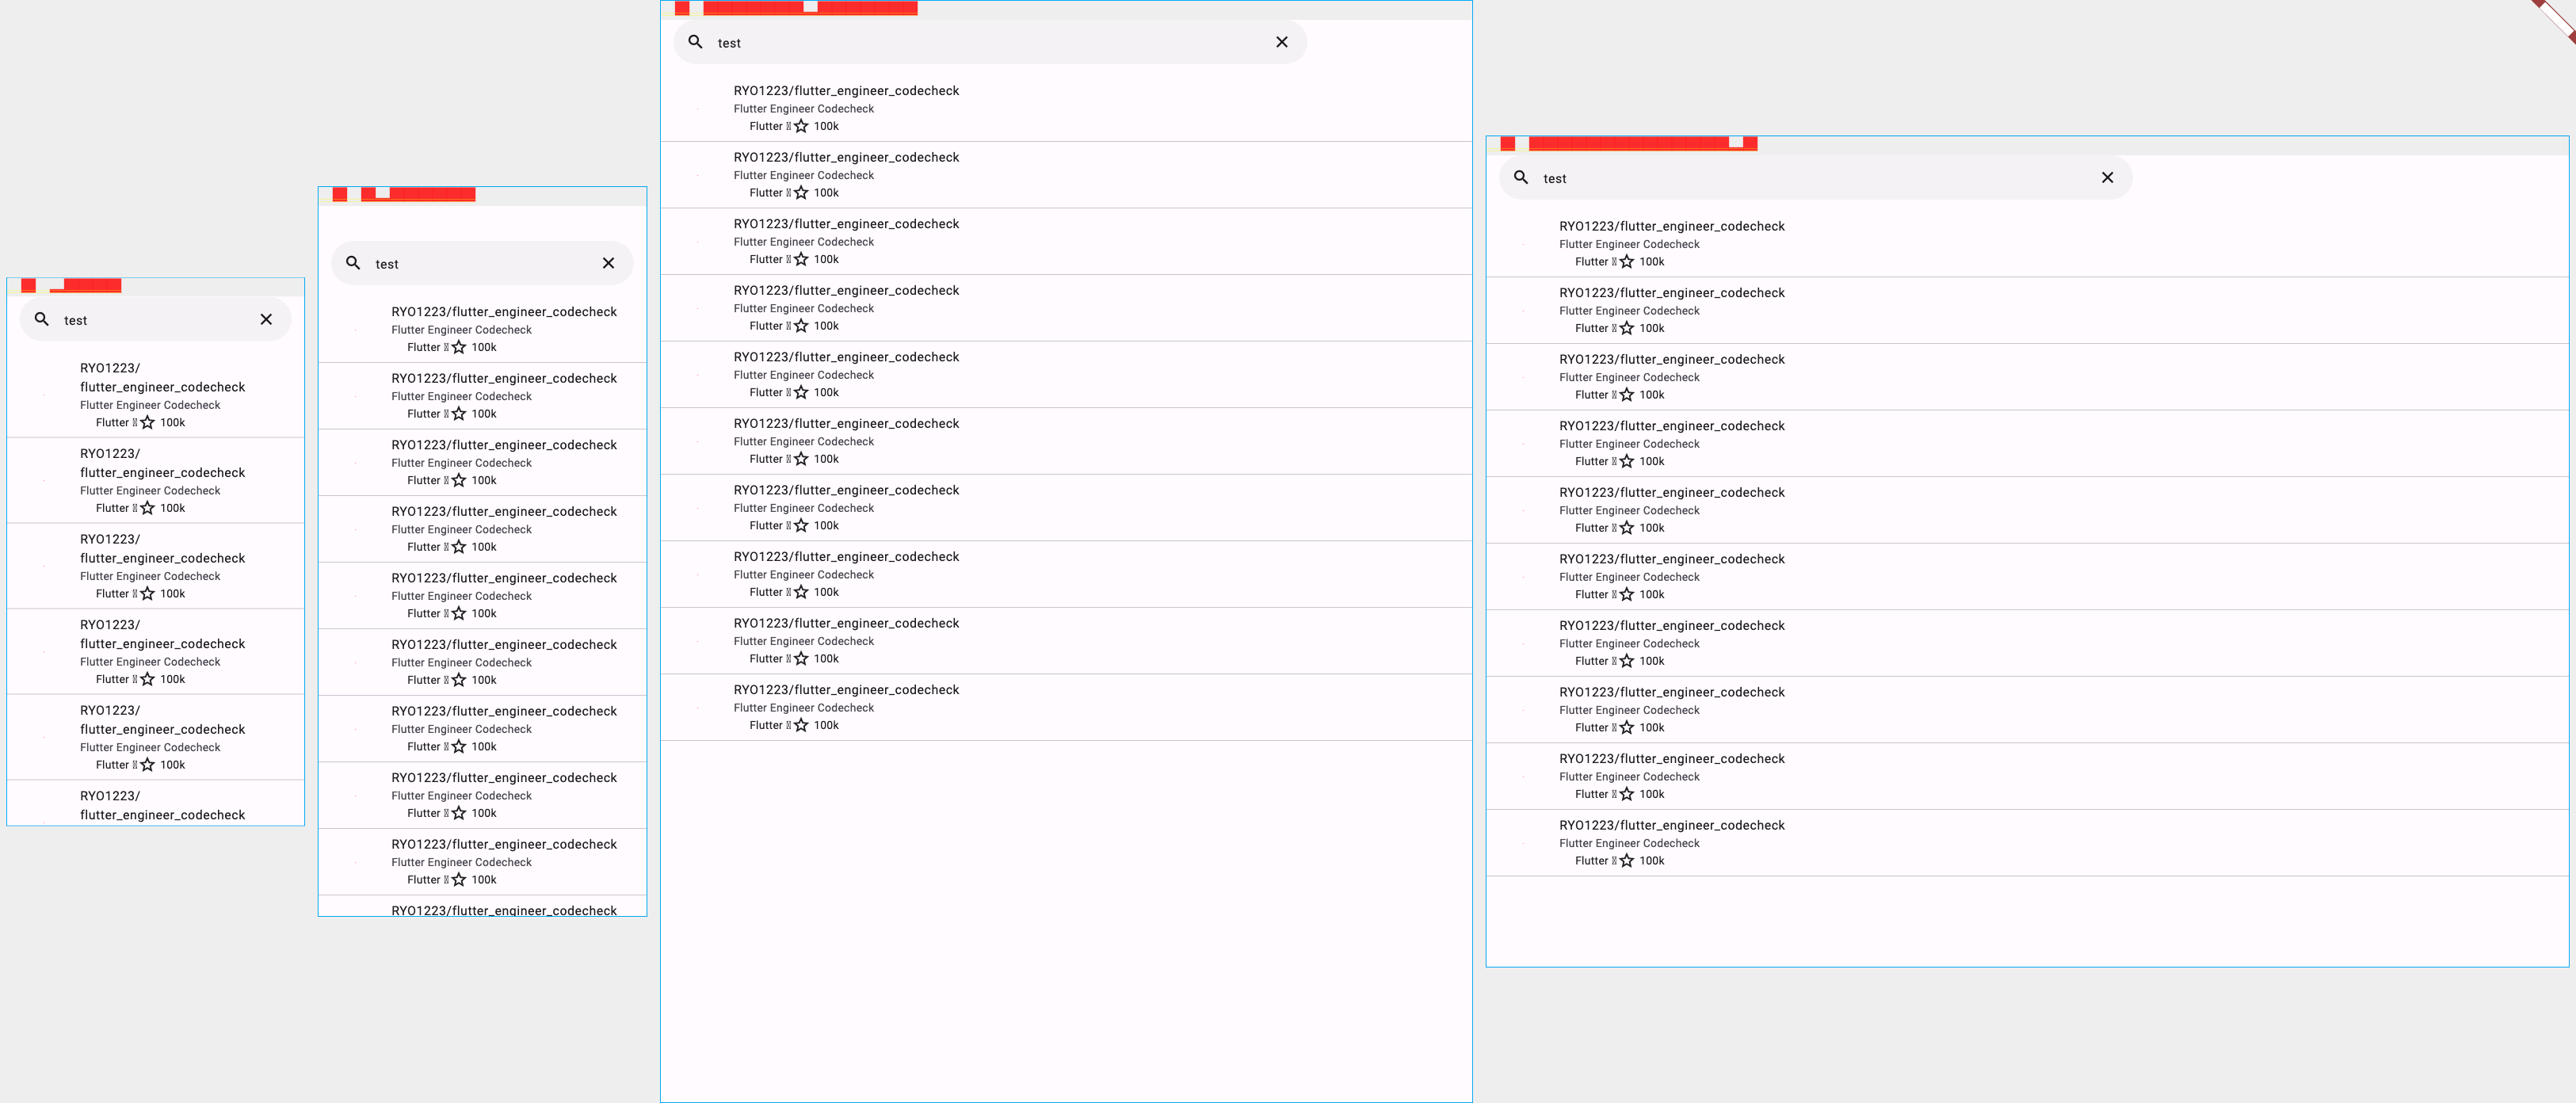 test
RYO1223/
flutter_engineer_codecheck
Flutter Engineer Codecheck
Flutter 100k
RYO1223/
flutter_engineer_codecheck
Flutter Engineer Codecheck
Flutter 100k
RYO1223/
flutter_engineer_codecheck
Flutter Engineer Codecheck
Flutter 100k
RYO1223/
flutter_engineer_codecheck
Flutter Engineer Codecheck
Flutter 100k
RYO1223/
flutter_engineer_codecheck
Flutter Engineer Codecheck
Flutter 100k
RYO1223/
flutter_engineer_codecheck
test
RYO1223/flutter_engineer_codecheck
Flutter Engineer Codecheck
Flutter 100k
RYO1223/flutter_engineer_codecheck
Flutter Engineer Codecheck
Flutter 100k
RYO1223/flutter_engineer_codecheck
Flutter Engineer Codecheck
Flutter 100k
RYO1223/flutter_engineer_codecheck
Flutter Engineer Codecheck
Flutter 100k
RYO1223/flutter_engineer_codecheck
Flutter Engineer Codecheck
Flutter 100k
RYO1223/flutter_engineer_codecheck
Flutter Engineer Codecheck
Flutter 100k
RYO1223/flutter_engineer_codecheck
Flutter Engineer Codecheck
Flutter 100k
RYO1223/flutter_engineer_codecheck
Flutter Engineer Codecheck
Flutter 100k
RYO1223/flutter_engineer_codecheck
Flutter Engineer Codecheck
Flutter 100k
RYO1223/flutter_engineer_codecheck
test
RYO1223/flutter_engineer_codecheck
Flutter Engineer Codecheck
Flutter 100k
RYO1223/flutter_engineer_codecheck
Flutter Engineer Codecheck
Flutter 100k
RYO1223/flutter_engineer_codecheck
Flutter Engineer Codecheck
Flutter 100k
RYO1223/flutter_engineer_codecheck
Flutter Engineer Codecheck
Flutter 100k
RYO1223/flutter_engineer_codecheck
Flutter Engineer Codecheck
Flutter 100k
RYO1223/flutter_engineer_codecheck
Flutter Engineer Codecheck
Flutter 100k
RYO1223/flutter_engineer_codecheck
Flutter Engineer Codecheck
Flutter 100k
RYO1223/flutter_engineer_codecheck
Flutter Engineer Codecheck
Flutter 100k
RYO1223/flutter_engineer_codecheck
Flutter Engineer Codecheck
Flutter 100k
RYO1223/flutter_engineer_codecheck
Flutter Engineer Codecheck
Flutter 100k
test
RYO1223/flutter_engineer_codecheck
Flutter Engineer Codecheck
Flutter 100k
RYO1223/flutter_engineer_codecheck
Flutter Engineer Codecheck
Flutter 100k
RYO1223/flutter_engineer_codecheck
Flutter Engineer Codecheck
Flutter 100k
RYO1223/flutter_engineer_codecheck
Flutter Engineer Codecheck
Flutter 100k
RYO1223/flutter_engineer_codecheck
Flutter Engineer Codecheck
Flutter 100k
RYO1223/flutter_engineer_codecheck
Flutter Engineer Codecheck
Flutter 100k
RYO1223/flutter_engineer_codecheck
Flutter Engineer Codecheck
Flutter 100k
RYO1223/flutter_engineer_codecheck
Flutter Engineer Codecheck
Flutter 100k
RYO1223/flutter_engineer_codecheck
Flutter Engineer Codecheck
Flutter 100k
RYO1223/flutter_engineer_codecheck
Flutter Engineer Codecheck
Flutter 100k